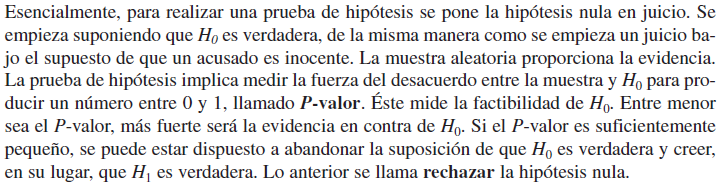 Esencialmente, para realizar una prueba de hipótesis se pone la hipótesis nula en juicio. Se
empieza suponiendo que H₀ es verdadera, de la misma manera como se empieza un juicio ba-
jo el supuesto de que un acusado es inocente. La muestra aleatoria proporciona la evidencia.
La prueba de hipótesis implica medir la fuerza del desacuerdo entre la muestra y H₀ para pro-
ducir un número entre 0 y 1, llamado P-valor. Éste mide la factibilidad de H₀. Entre menor
sea el P-valor, más fuerte será la evidencia en contra de H₀. Si el P-valor es suficientemente
pequeño, se puede estar dispuesto a abandonar la suposición de que H₀ es verdadera y creer,
en su lugar, que H₁ es verdadera. Lo anterior se llama rechazar la hipótesis nula.